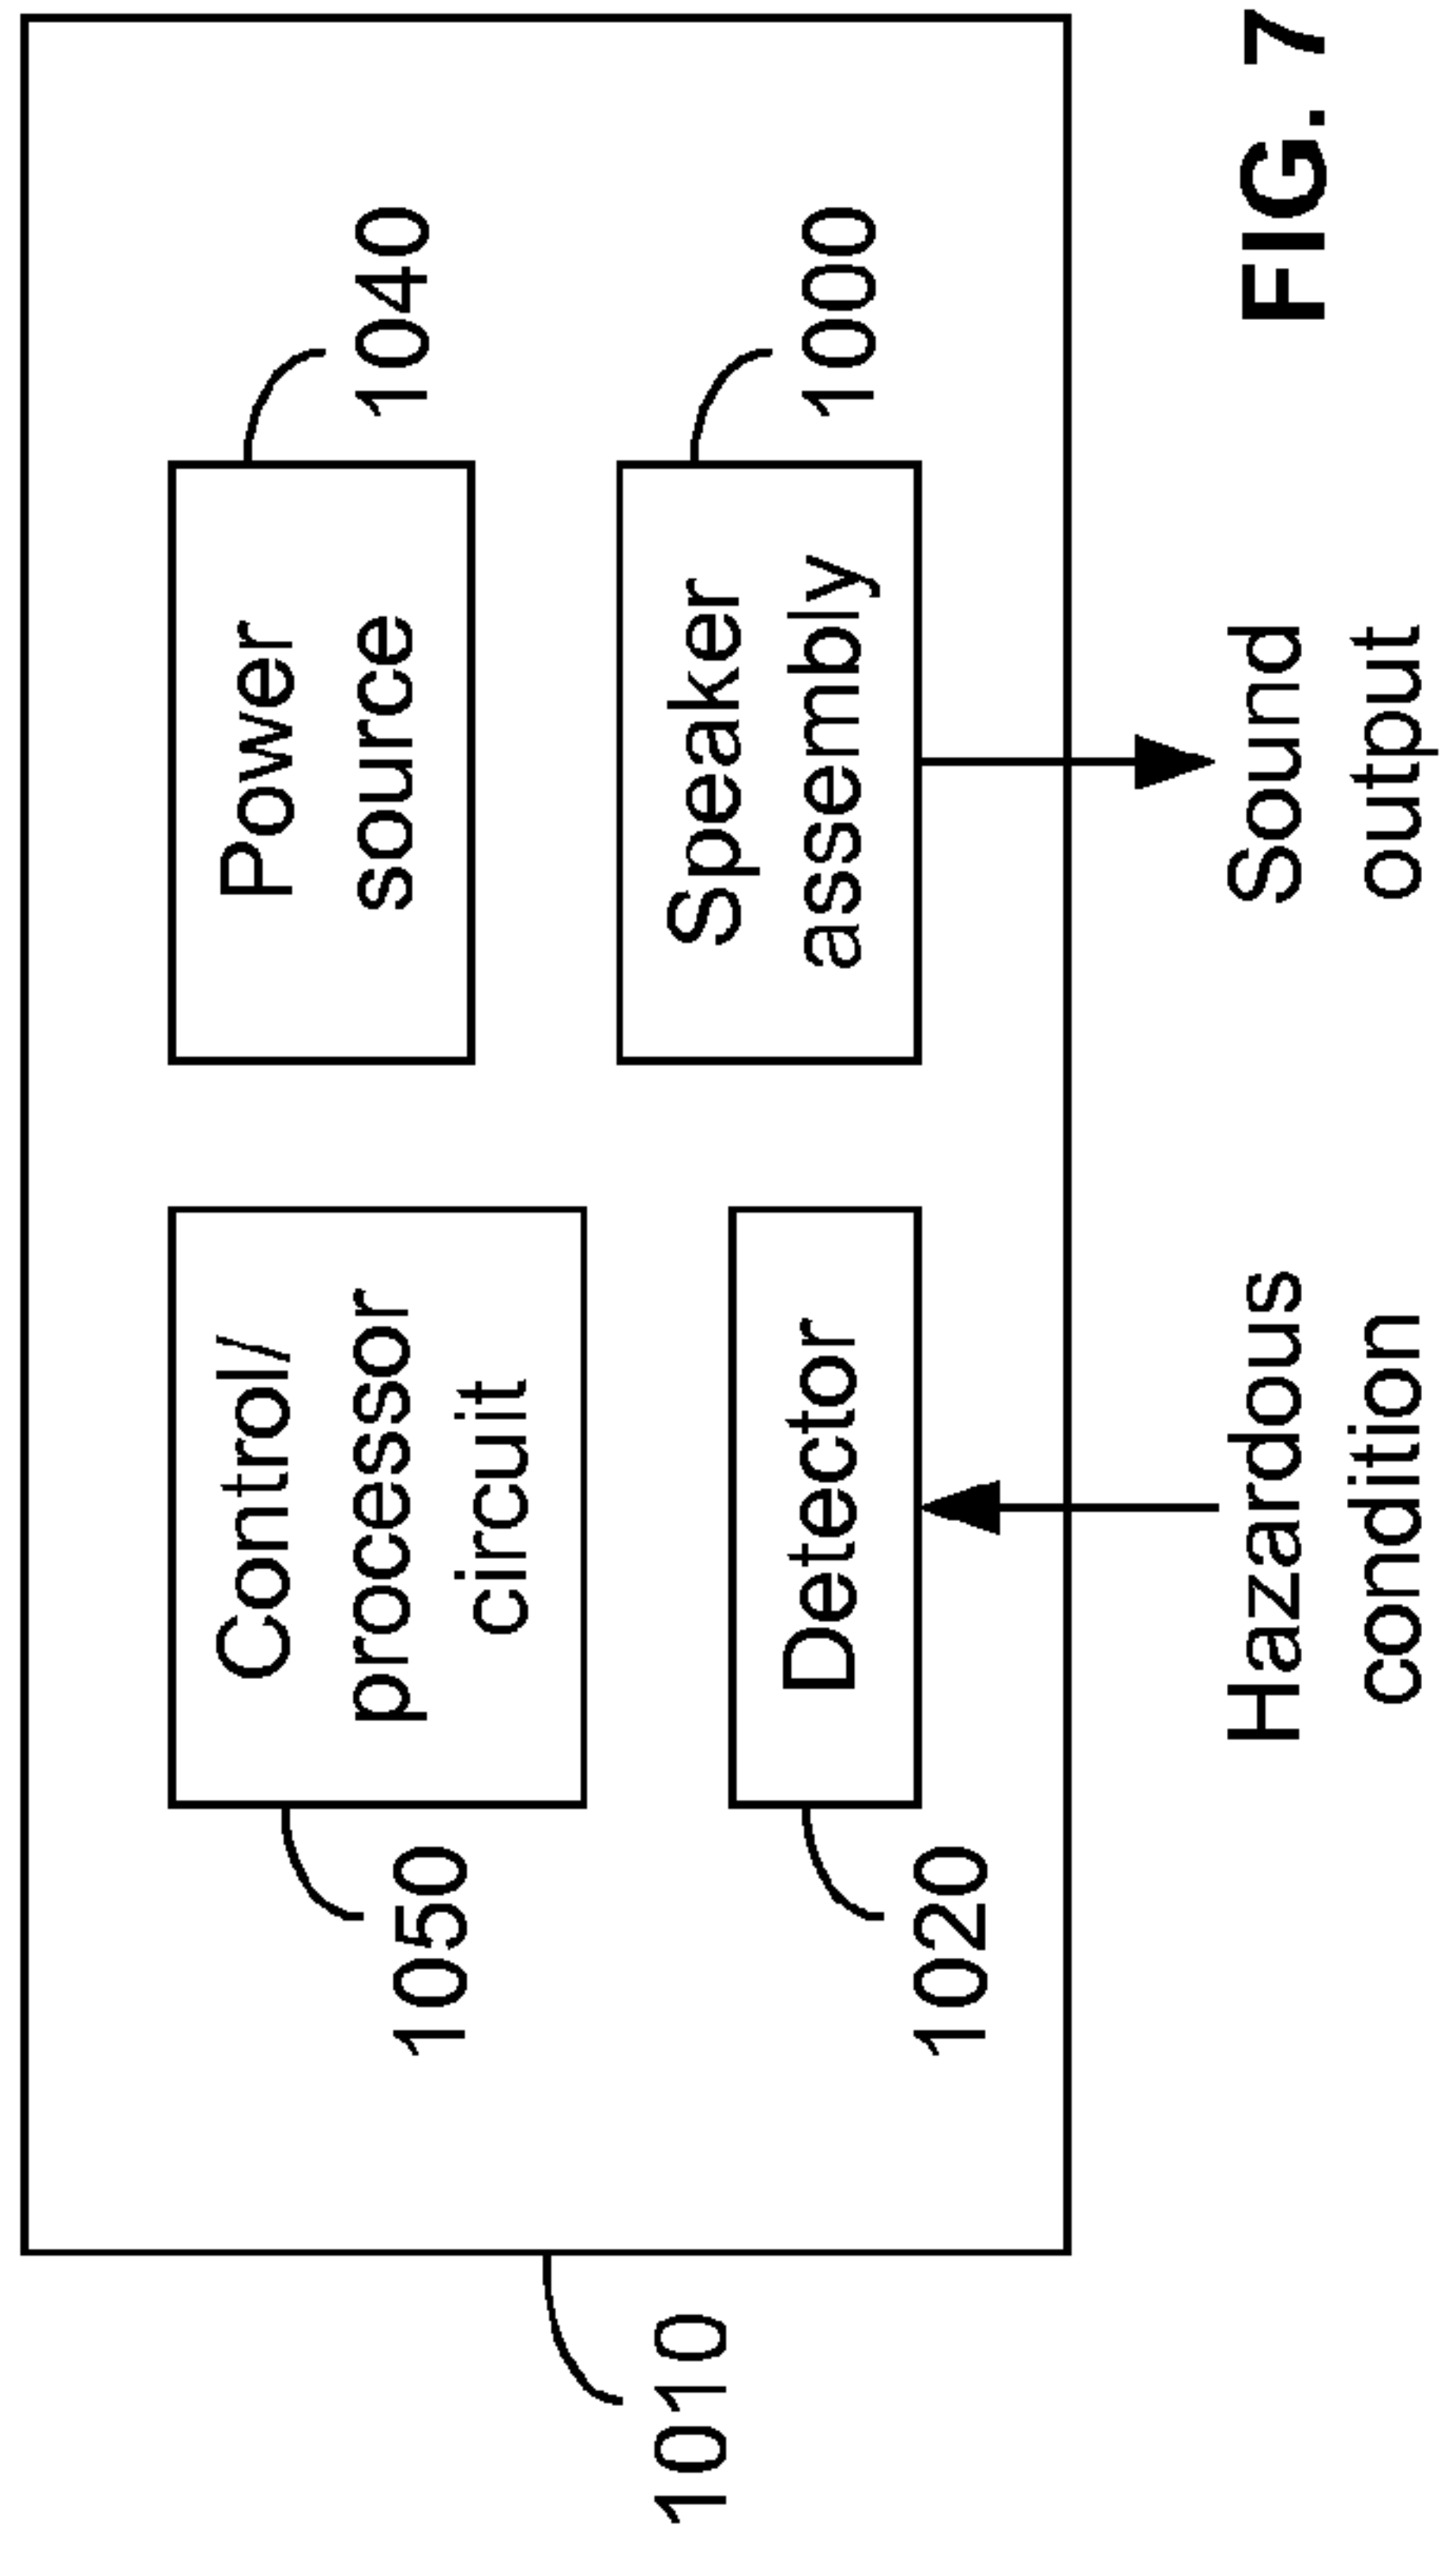 Control/
processor
circuit
1050
Power
source
1040
Detector
1020
Speaker
assembly
1000
1010
Hazardous
condition
Sound
output
FIG. 7